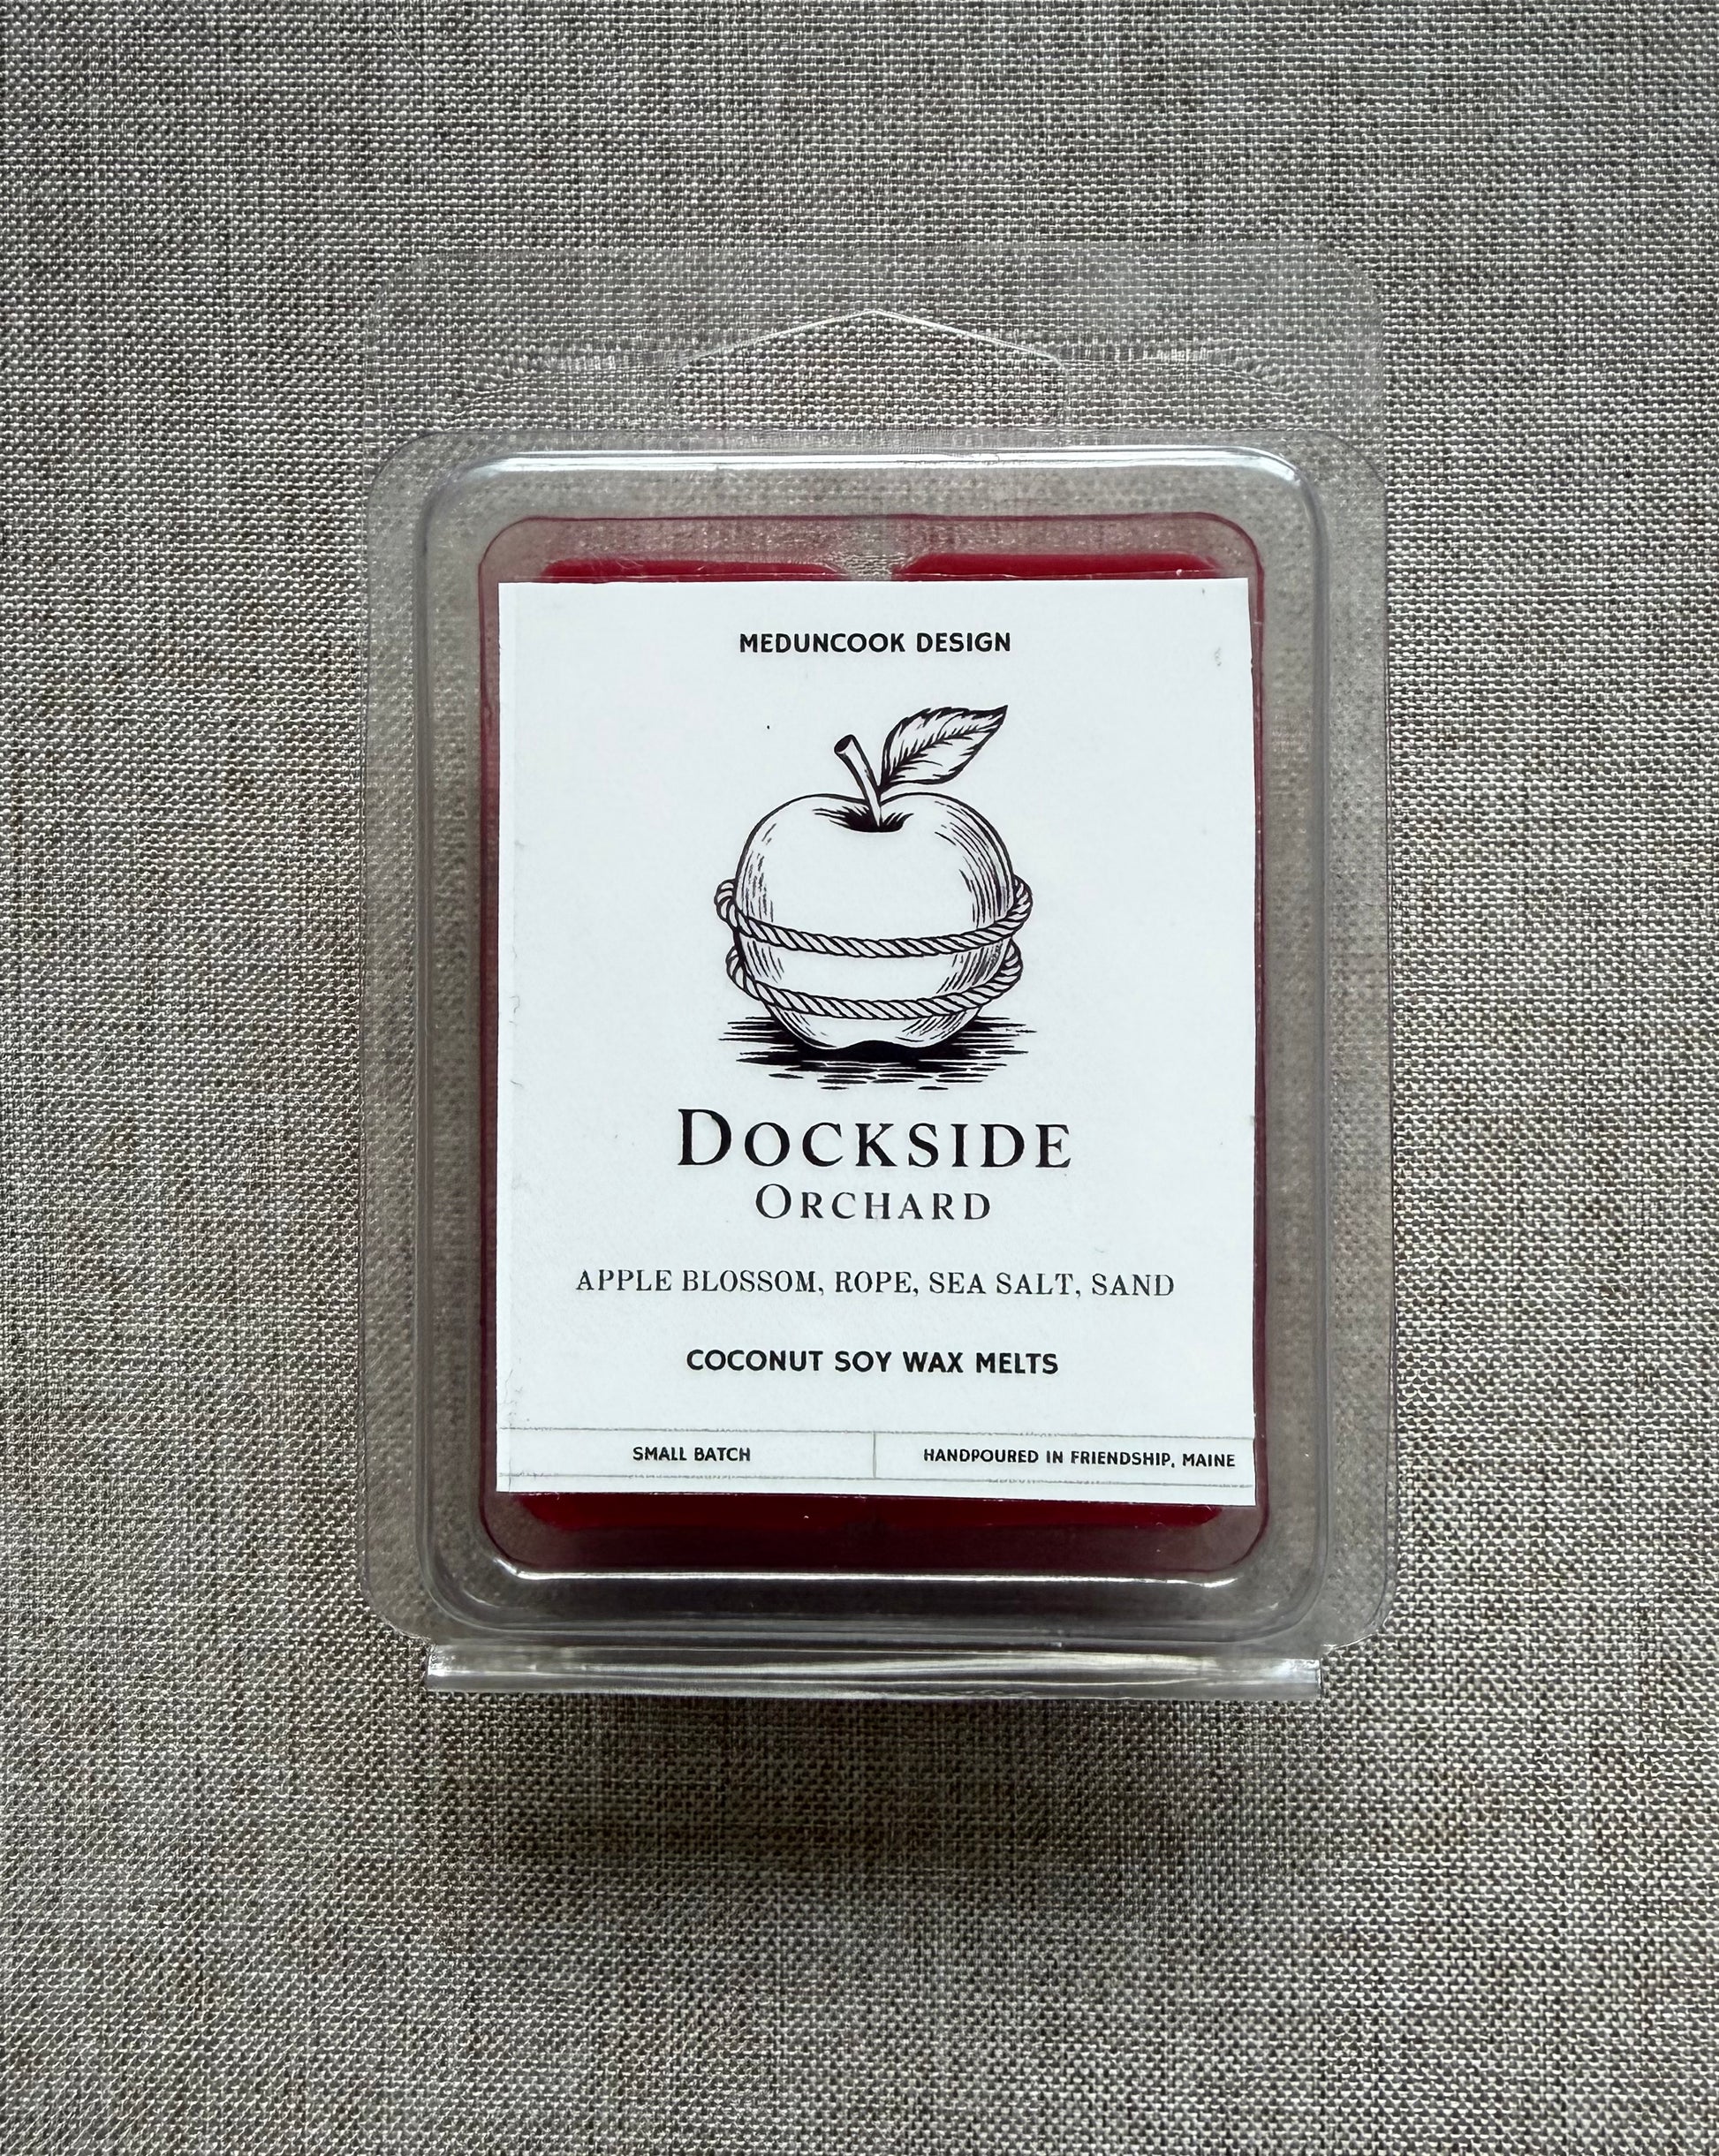 MEDUNCOOK DESIGN
DOCKSIDE
ORCHARD
APPLE BLOSSOM, ROPE, SEA SALT, SAND
COCONUT SOY WAX MELTS
SMALL BATCH
HANDPOURED IN FRIENDSHIP, MAINE